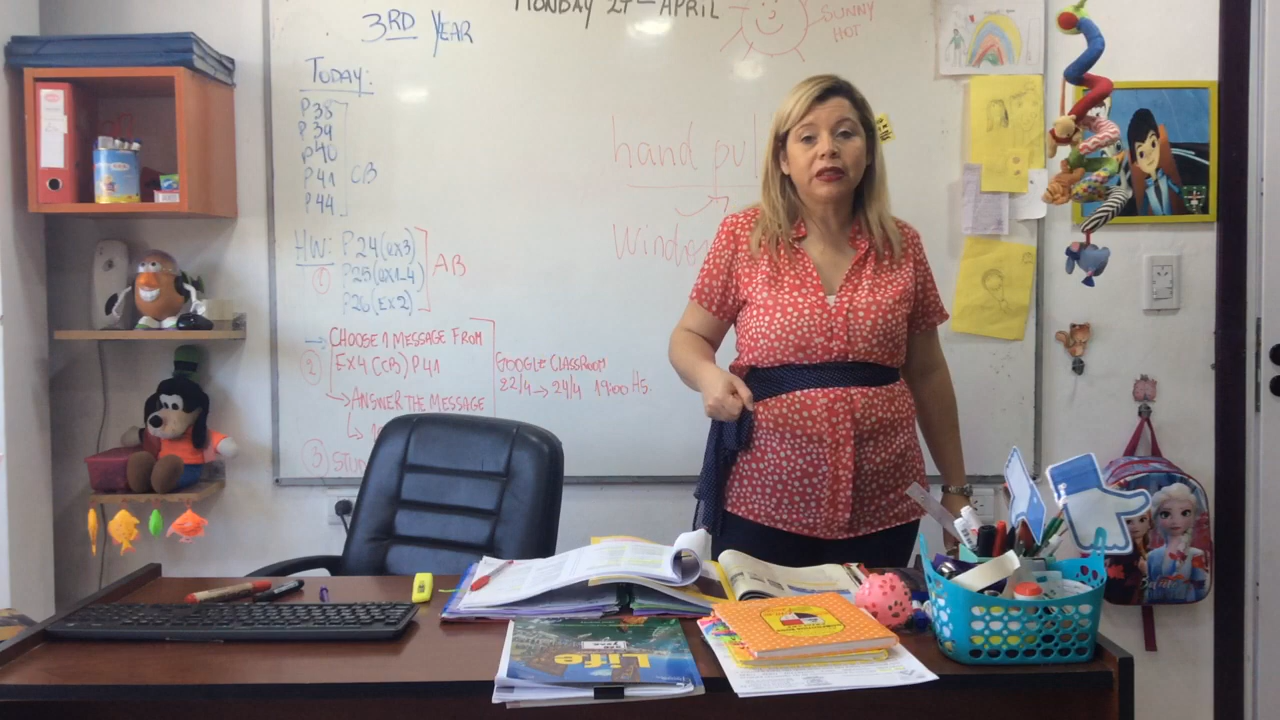 MONDAY 27TH APRIL
3RD YEAR
SUNNY
HOT
TODAY:
P38
P39
P40
P41
P44
CB
HW:
P24(ex3)
P25(ex1-4)
P26(EX2)
1
AB
→ CHOOSE 1 MESSAGE FROM
2
EX4 (CB) P41
→ ANSWER THE MESSAGE
GOOGLE CLASSROOM
22/4 → 24/4 19:00 HS.
3
hand pu
Life